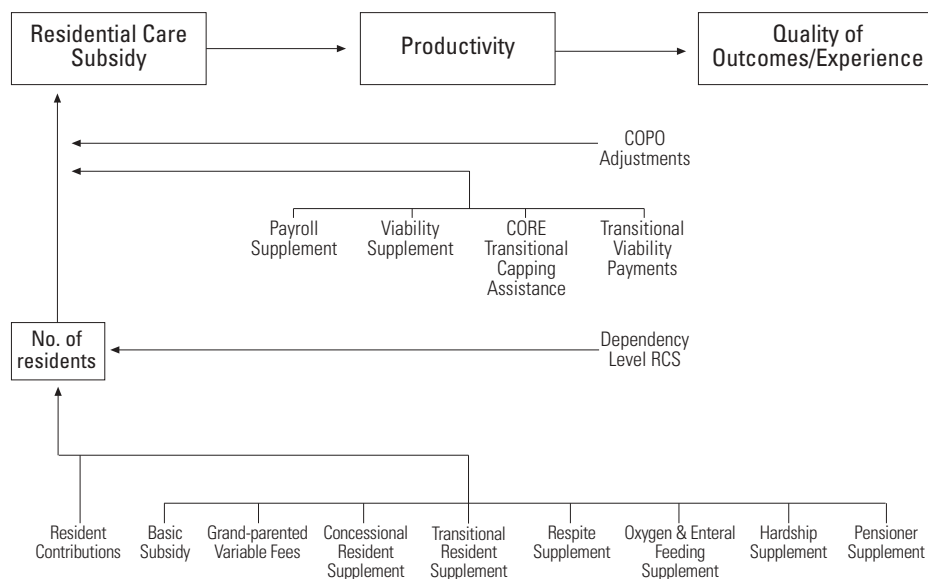 Residential Care
Subsidy
Productivity
Quality of
Outcomes/Experience
COPO
Adjustments
Payroll
Supplement
Viability
Supplement
CORE
Transitional
Capping
Assistance
Transitional
Viability
Payments
No. of
residents
Dependency
Level RCS
Resident
Contributions
Basic
Subsidy
Grand-parented
Variable Fees
Concessional
Resident
Supplement
Transitional
Resident
Supplement
Respite
Supplement
Oxygen & Enteral
Feeding
Supplement
Hardship
Supplement
Pensioner
Supplement